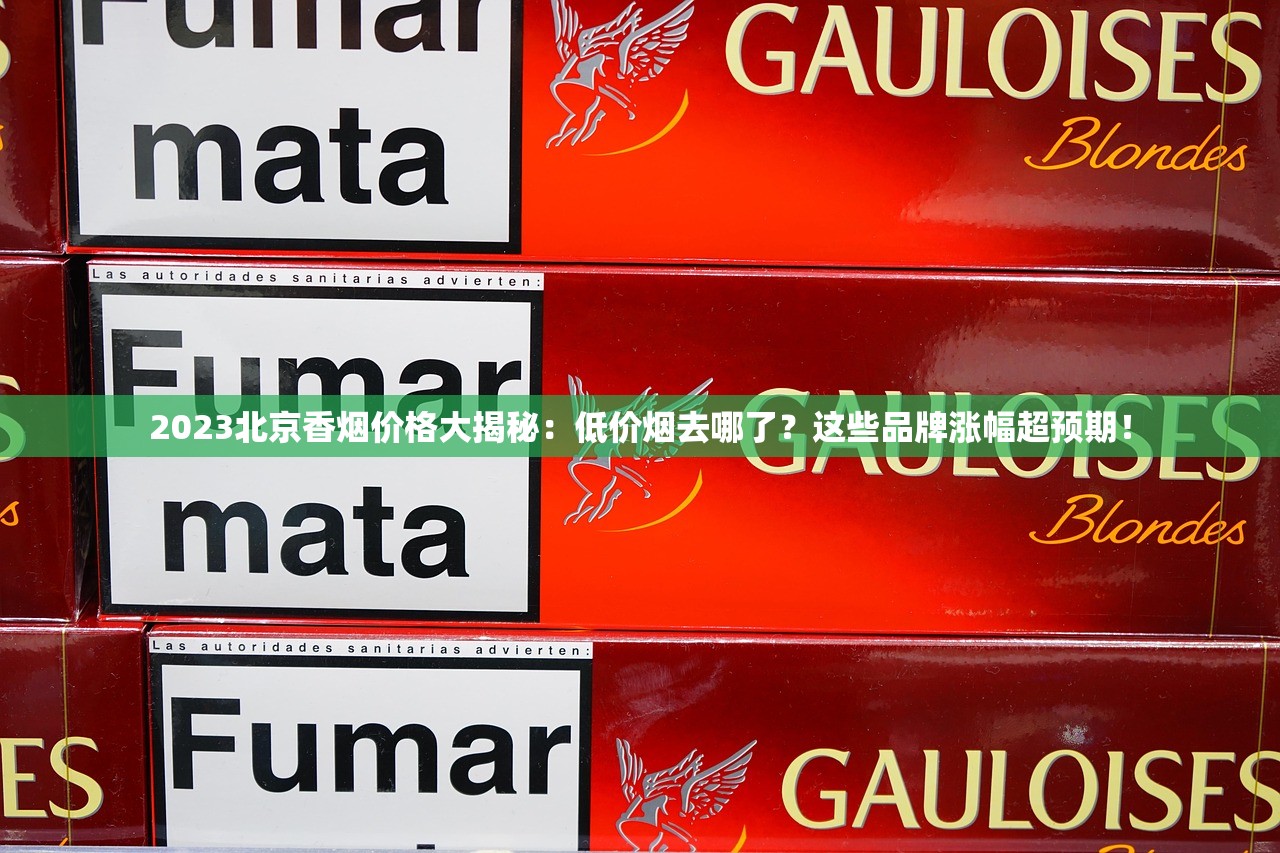 Fumar
mata
GAULOISES
Blondes
Las autoridades sanitarias advierten:
Fumar
mata
2023北京香烟价格大揭秘：低价烟去哪了？这些品牌涨幅超预期！
GAULOISES
Blondes
Las autoridades sanitarias advierten:
Fumar
ES
GAULOISES